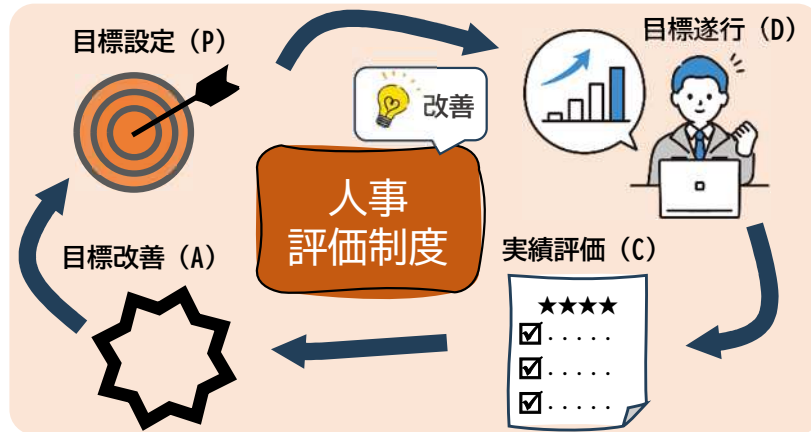 目標設定（P）
目標遂行（D）
改善
人事
評価制度
目標改善（A）
実績評価（C）
★★★★
☑ .....
☑ .....
☑ .....